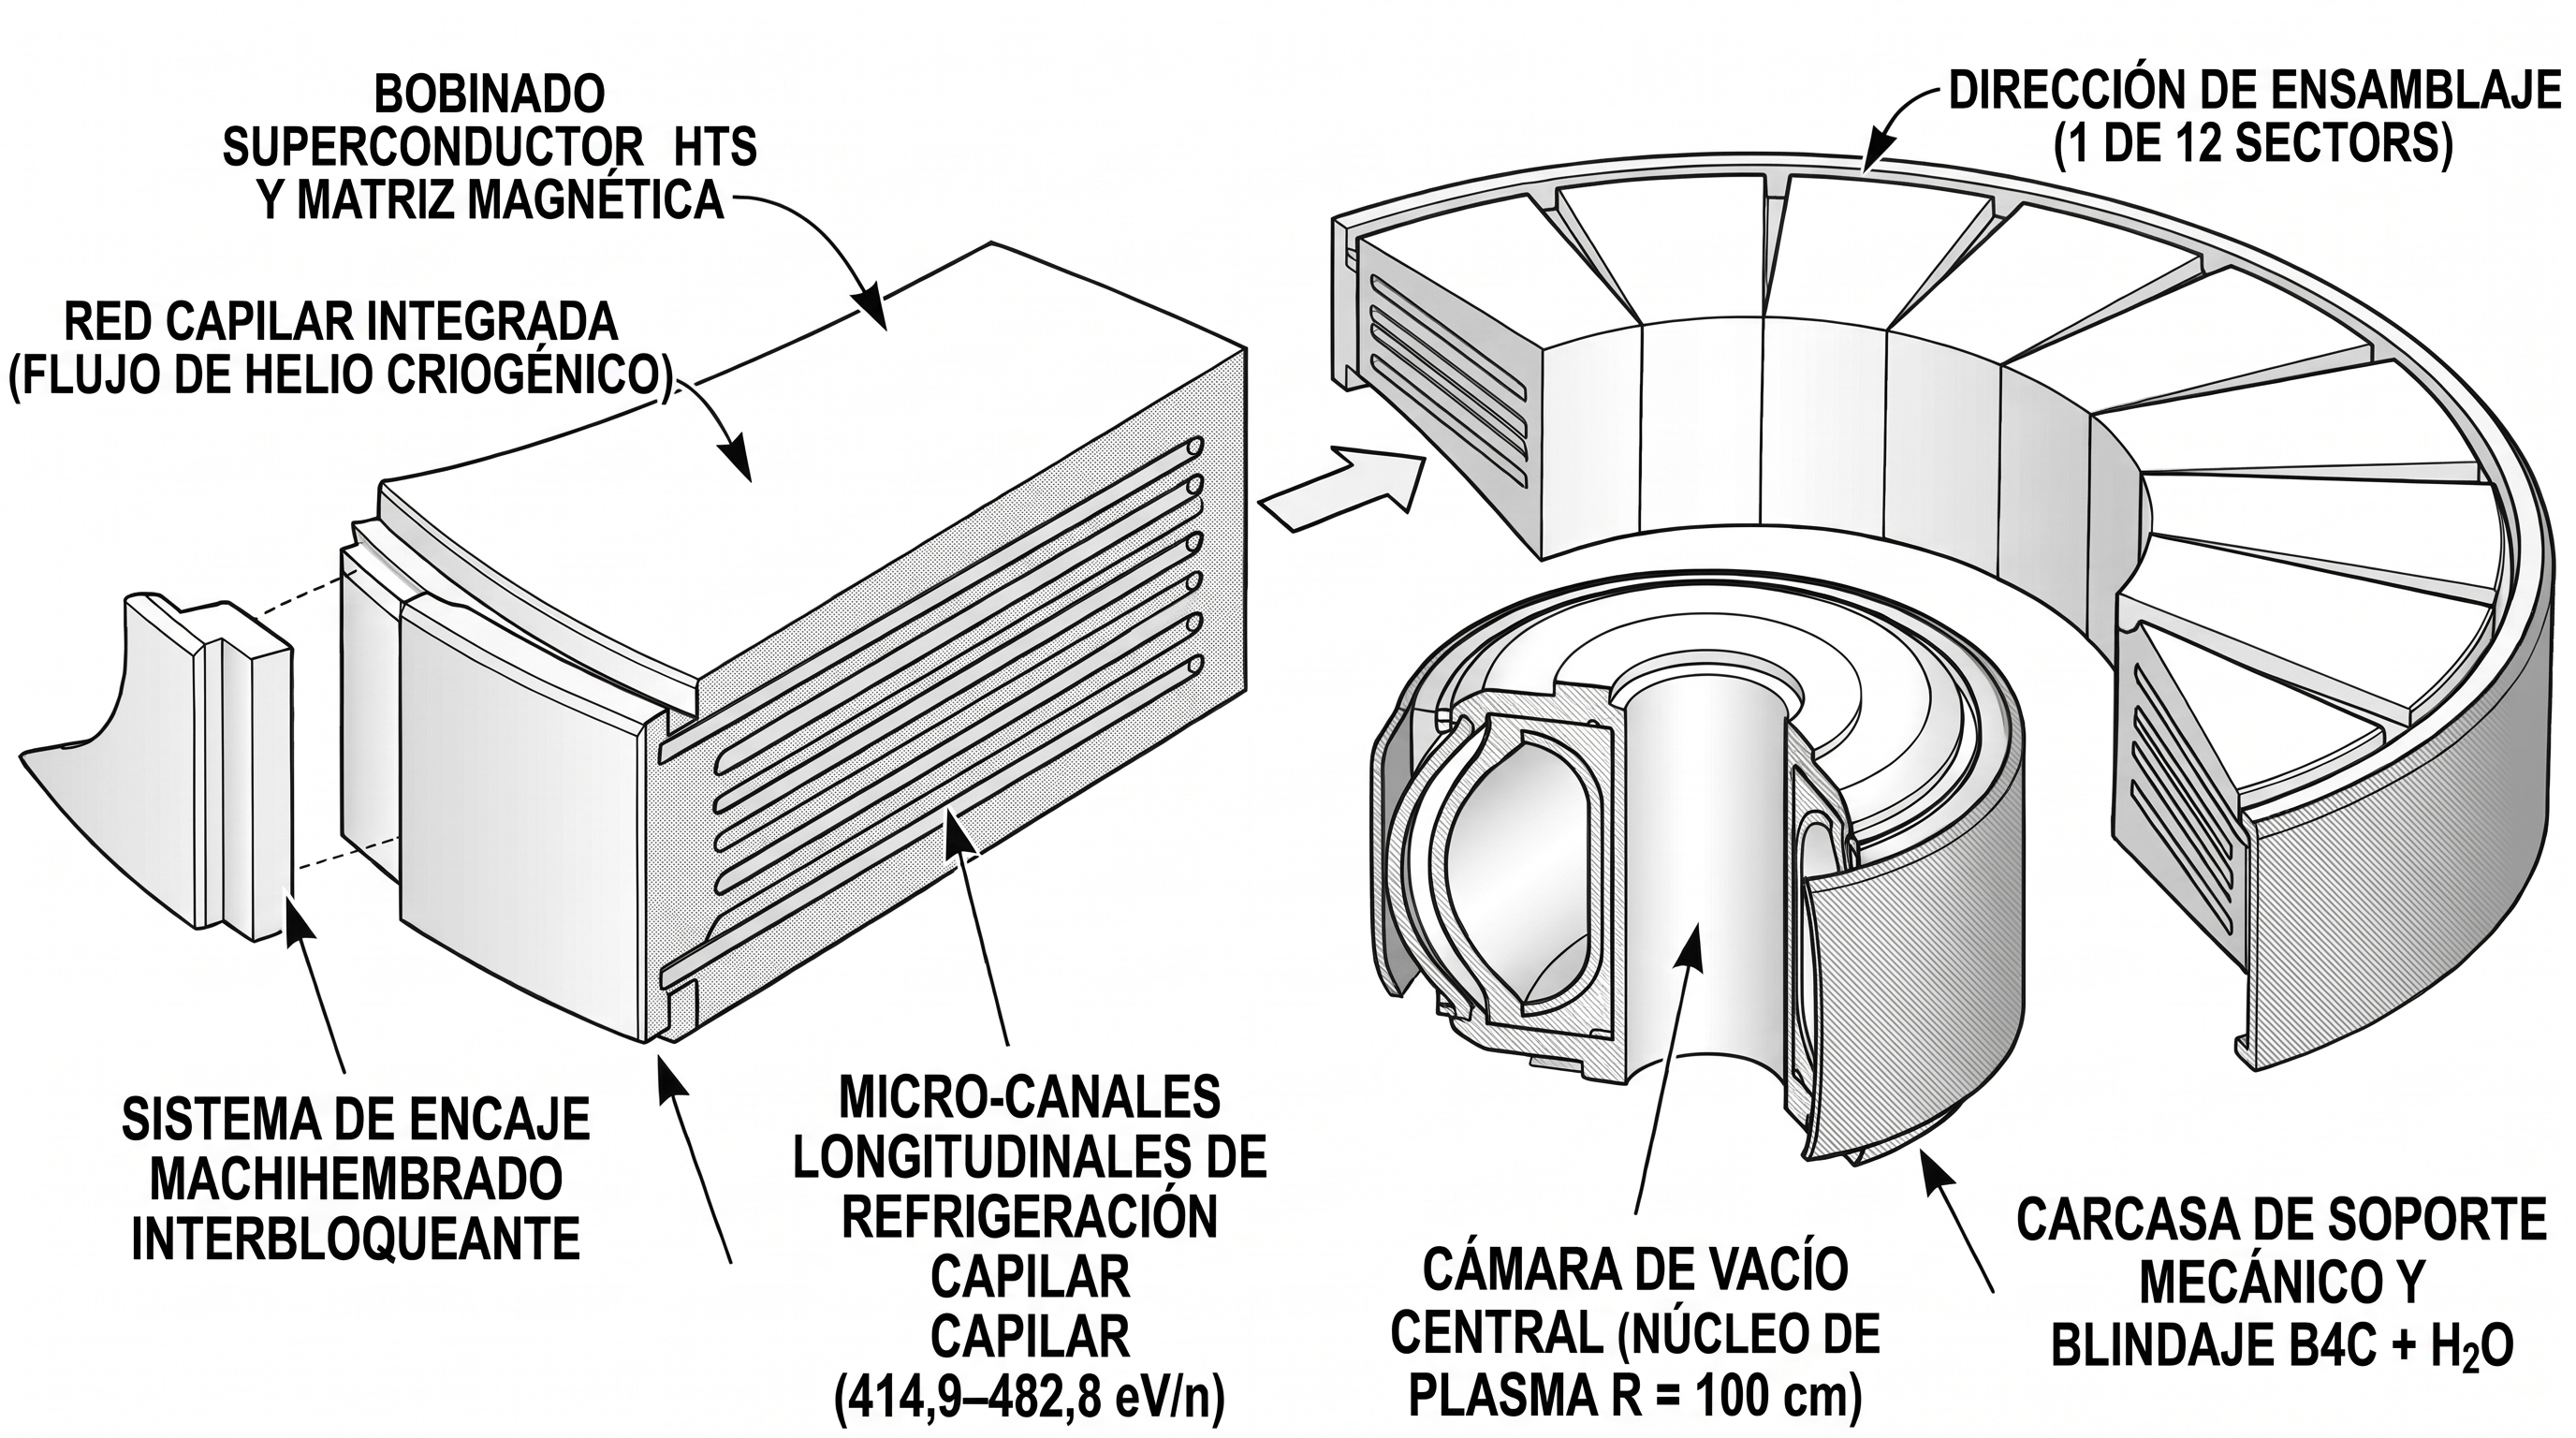 BOBINADO
SUPERCONDUCTOR HTS
Y MATRIZ MAGNÉTICA
RED CAPILAR INTEGRADA
(FLUJO DE HELIO CRIOGÉNICO)
DIRECCIÓN DE ENSAMBLAJE
(1 DE 12 SECTORS)
SISTEMA DE ENCAJE
MACHIHEMBRADO
INTERBLOQUEANTE
MICRO-CANALES
LONGITUDINALES DE
REFRIGERACIÓN
CAPILAR
CAPILAR
(414,9–482,8 eV/n)
CÁMARA DE VACÍO
CENTRAL (NÚCLEO DE
PLASMA R = 100 cm)
CARCASA DE SOPORTE
MECÁNICO Y
BLINDAJE B4C + H₂O